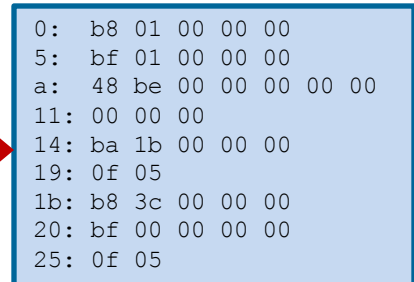 0: b8 01 00 00 00
5: bf 01 00 00 00
a: 48 be 00 00 00 00 00
11: 00 00 00
14: ba 1b 00 00 00
19: 0f 05
1b: b8 3c 00 00 00
20: bf 00 00 00 00
25: 0f 05